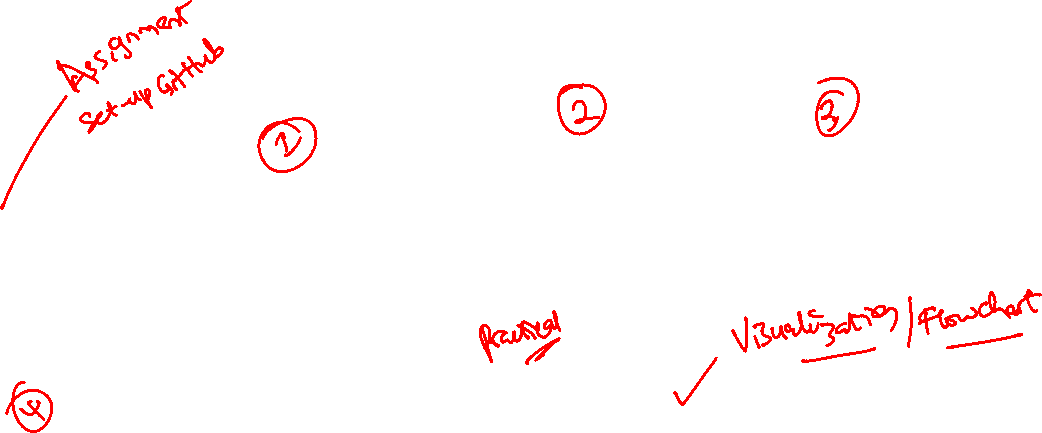 Assignment
Set-up GitHub
1
2
3
Practical
Visualization / Flowchart
4